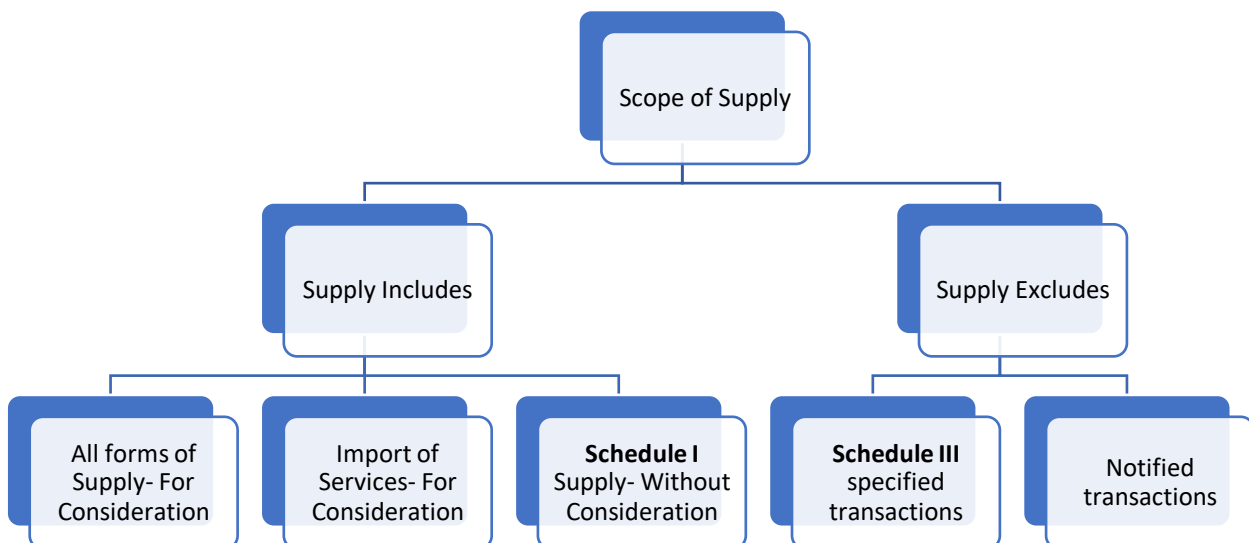 Scope of Supply
Supply Includes
Supply Excludes
All forms of
Supply- For
Consideration
Import of
Services- For
Consideration
Schedule I
Supply- Without
Consideration
Schedule III
specified
transactions
Notified
transactions